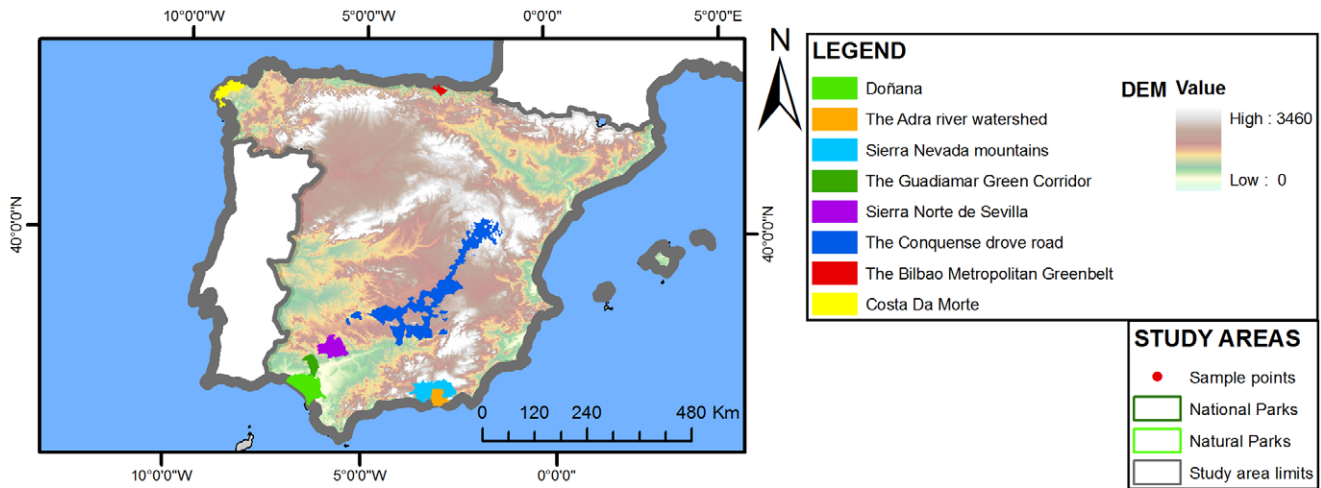 10°0'0"W 5°0'0"W 0°0'0" 5°0'0"E
40°0'0"N
40°0'0"N
0 120 240 480 Km
10°0'0"W 5°0'0"W 0°0'0"
N
LEGEND
Doñana
The Adra river watershed
Sierra Nevada mountains
The Guadiamar Green Corridor
Sierra Norte de Sevilla
The Conquense drove road
The Bilbao Metropolitan Greenbelt
Costa Da Morte
DEM Value
High : 3460
Low : 0
STUDY AREAS
Sample points
National Parks
Natural Parks
Study area limits